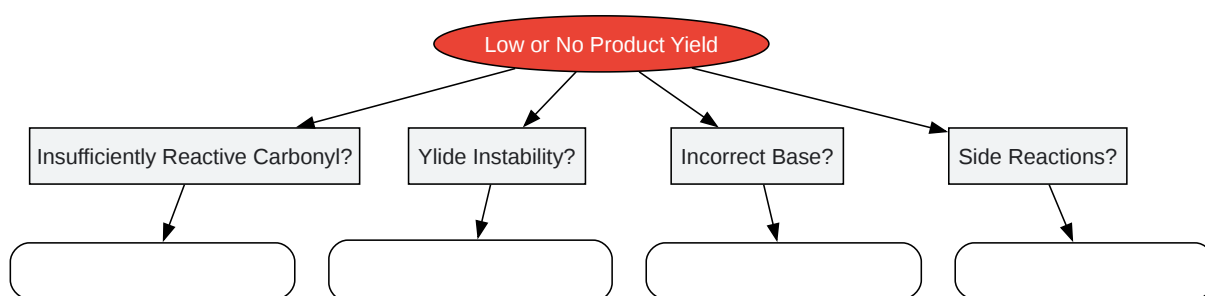 Low or No Product Yield
Insufficiently Reactive Carbonyl?
Ylide Instability?
Incorrect Base?
Side Reactions?